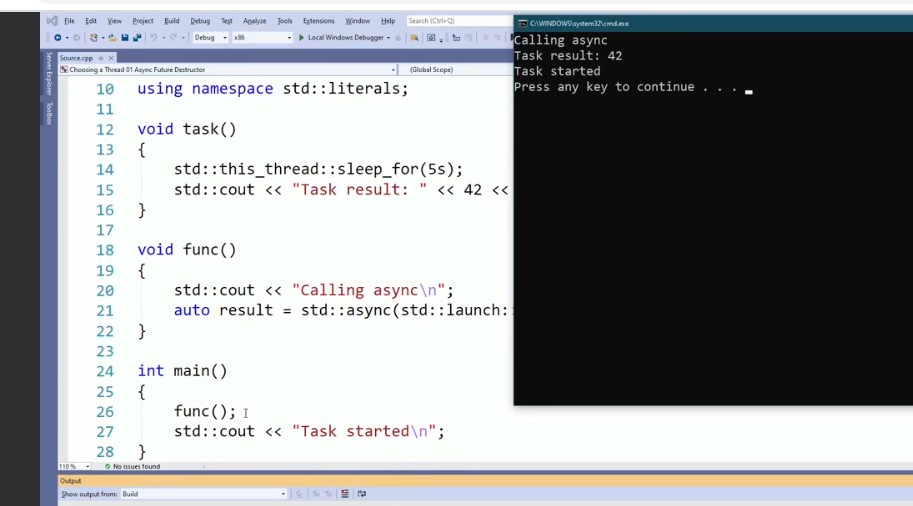 File Edit View Project Build Debug Test Analyze Tools Extensions Window Help Search (Ctrl+Q)
Debug x86 Local Windows Debugger
Server Explorer
Toolbox
Source.cpp
Choosing a Thread 01 Async Future Destructor (Global Scope)
10 using namespace std::literals;
11
12 void task()
13 {
14 std::this_thread::sleep_for(5s);
15 std::cout << "Task result: " << 42 <<
16 }
17
18 void func()
19 {
20 std::cout << "Calling async\n";
21 auto result = std::async(std::launch:
22 }
23
24 int main()
25 {
26 func();
27 std::cout << "Task started\n";
28 }
110 % No issues found
Output
Show output from: Build
C:\WINDOWS\system32\cmd.exe
Calling async
Task result: 42
Task started
Press any key to continue . . .